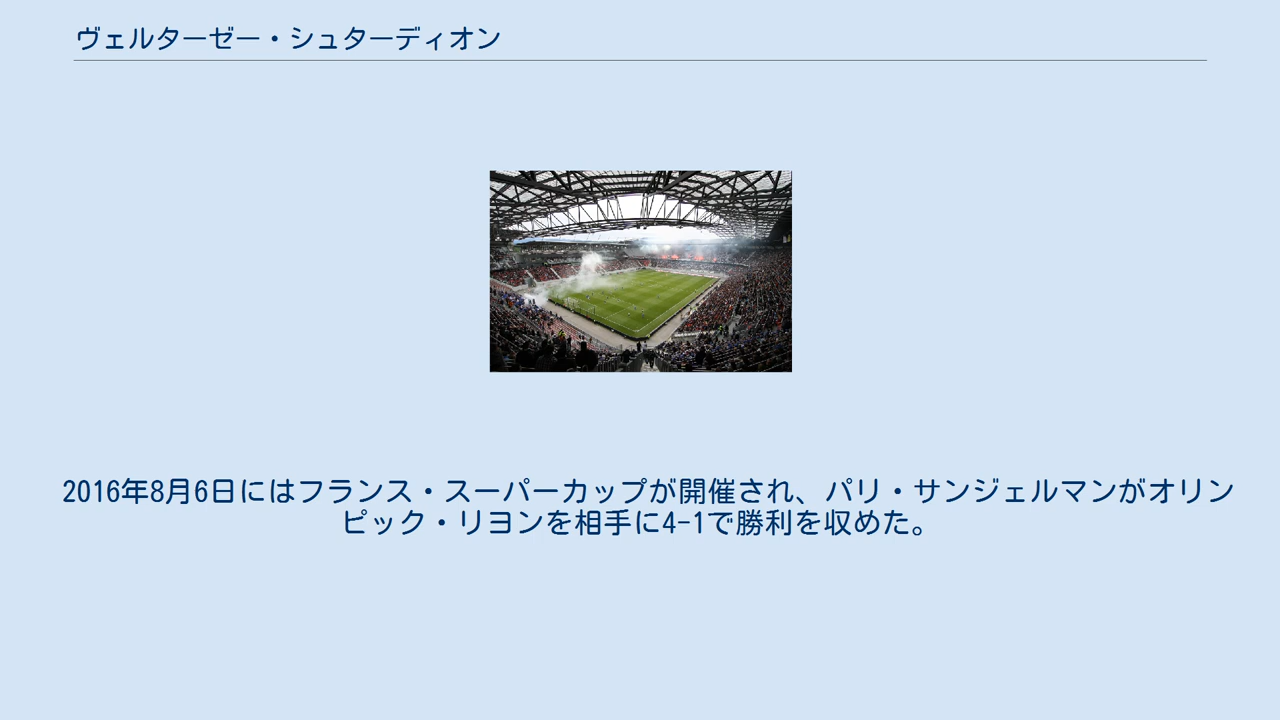 ヴェルターゼー・シュターディオン
2016年8月6日にはフランス・スーパーカップが開催され、パリ・サンジェルマンがオリン
ピック・リヨンを相手に4-1で勝利を収めた。